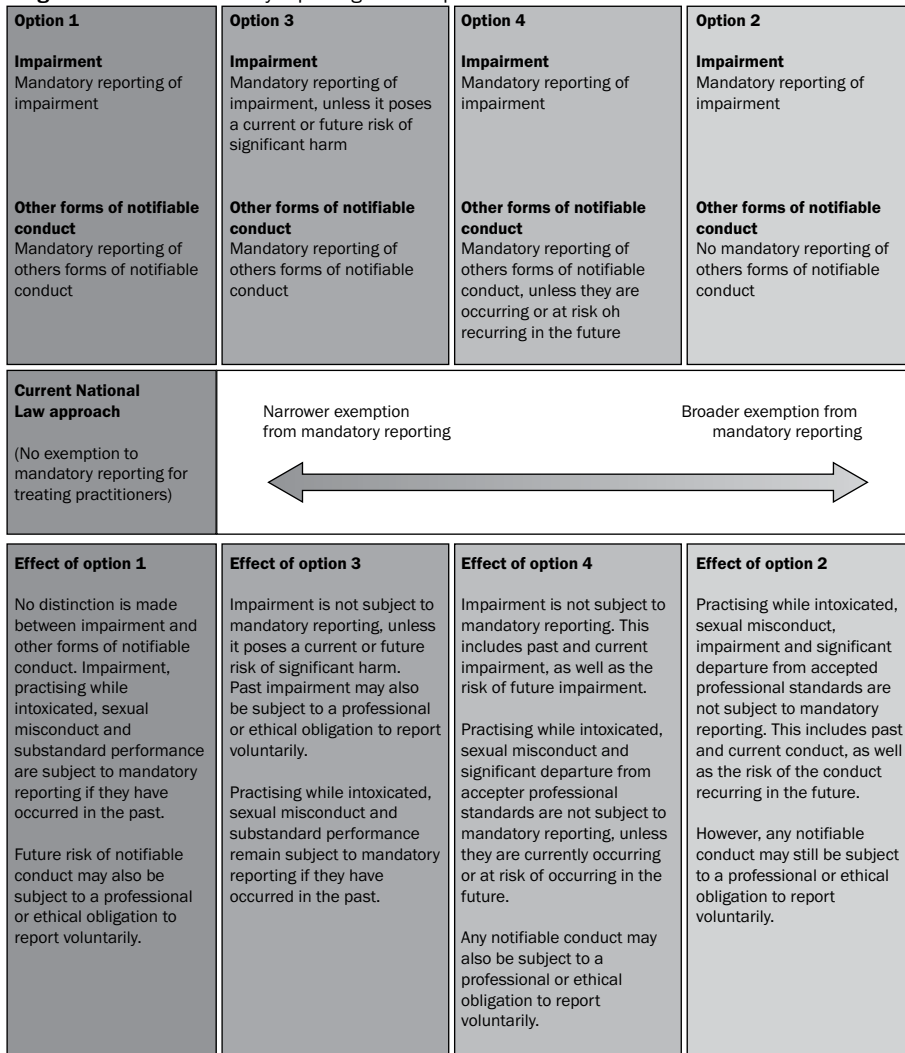 Option 1
Impairment
Mandatory reporting of
impairment
Other forms of notifiable
conduct
Mandatory reporting of
others forms of notifiable
conduct
Option 3
Impairment
Mandatory reporting of
impairment, unless it poses
a current or future risk of
significant harm
Other forms of notifiable
conduct
Mandatory reporting of
others forms of notifiable
conduct
Option 4
Impairment
Mandatory reporting of
impairment
Other forms of notifiable
conduct
Mandatory reporting of
others forms of notifiable
conduct, unless they are
occurring or at risk oh
recurring in the future
Option 2
Impairment
Mandatory reporting of
impairment
Other forms of notifiable
conduct
No mandatory reporting of
others forms of notifiable
conduct
Current National
Law approach
(No exemption to
mandatory reporting for
treating practitioners)
Narrower exemption
from mandatory reporting
Broader exemption from
mandatory reporting
Effect of option 1
No distinction is made
between impairment and
other forms of notifiable
conduct. Impairment,
practising while
intoxicated, sexual
misconduct and
substandard performance
are subject to mandatory
reporting if they have
occurred in the past.
Future risk of notifiable
conduct may also be
subject to a professional
or ethical obligation to
report voluntarily.
Effect of option 3
Impairment is not subject to
mandatory reporting, unless
it poses a current or future
risk of significant harm.
Past impairment may also
be subject to a professional
or ethical obligation to report
voluntarily.
Practising while intoxicated,
sexual misconduct and
substandard performance
remain subject to mandatory
reporting if they have
occurred in the past.
Effect of option 4
Impairment is not subject to
mandatory reporting. This
includes past and current
impairment, as well as the
risk of future impairment.
Practising while intoxicated,
sexual misconduct and
significant departure from
accepter professional
standards are not subject to
mandatory reporting, unless
they are currently occurring
or at risk of occurring in the
future.
Any notifiable conduct may
also be subject to a
professional or ethical
obligation to report
voluntarily.
Effect of option 2
Practising while intoxicated,
sexual misconduct,
impairment and significant
departure from accepted
professional standards are
not subject to mandatory
reporting. This includes past
and current conduct, as well
as the risk of the conduct
recurring in the future.
However, any notifiable
conduct may still be subject
to a professional or ethical
obligation to report
voluntarily.